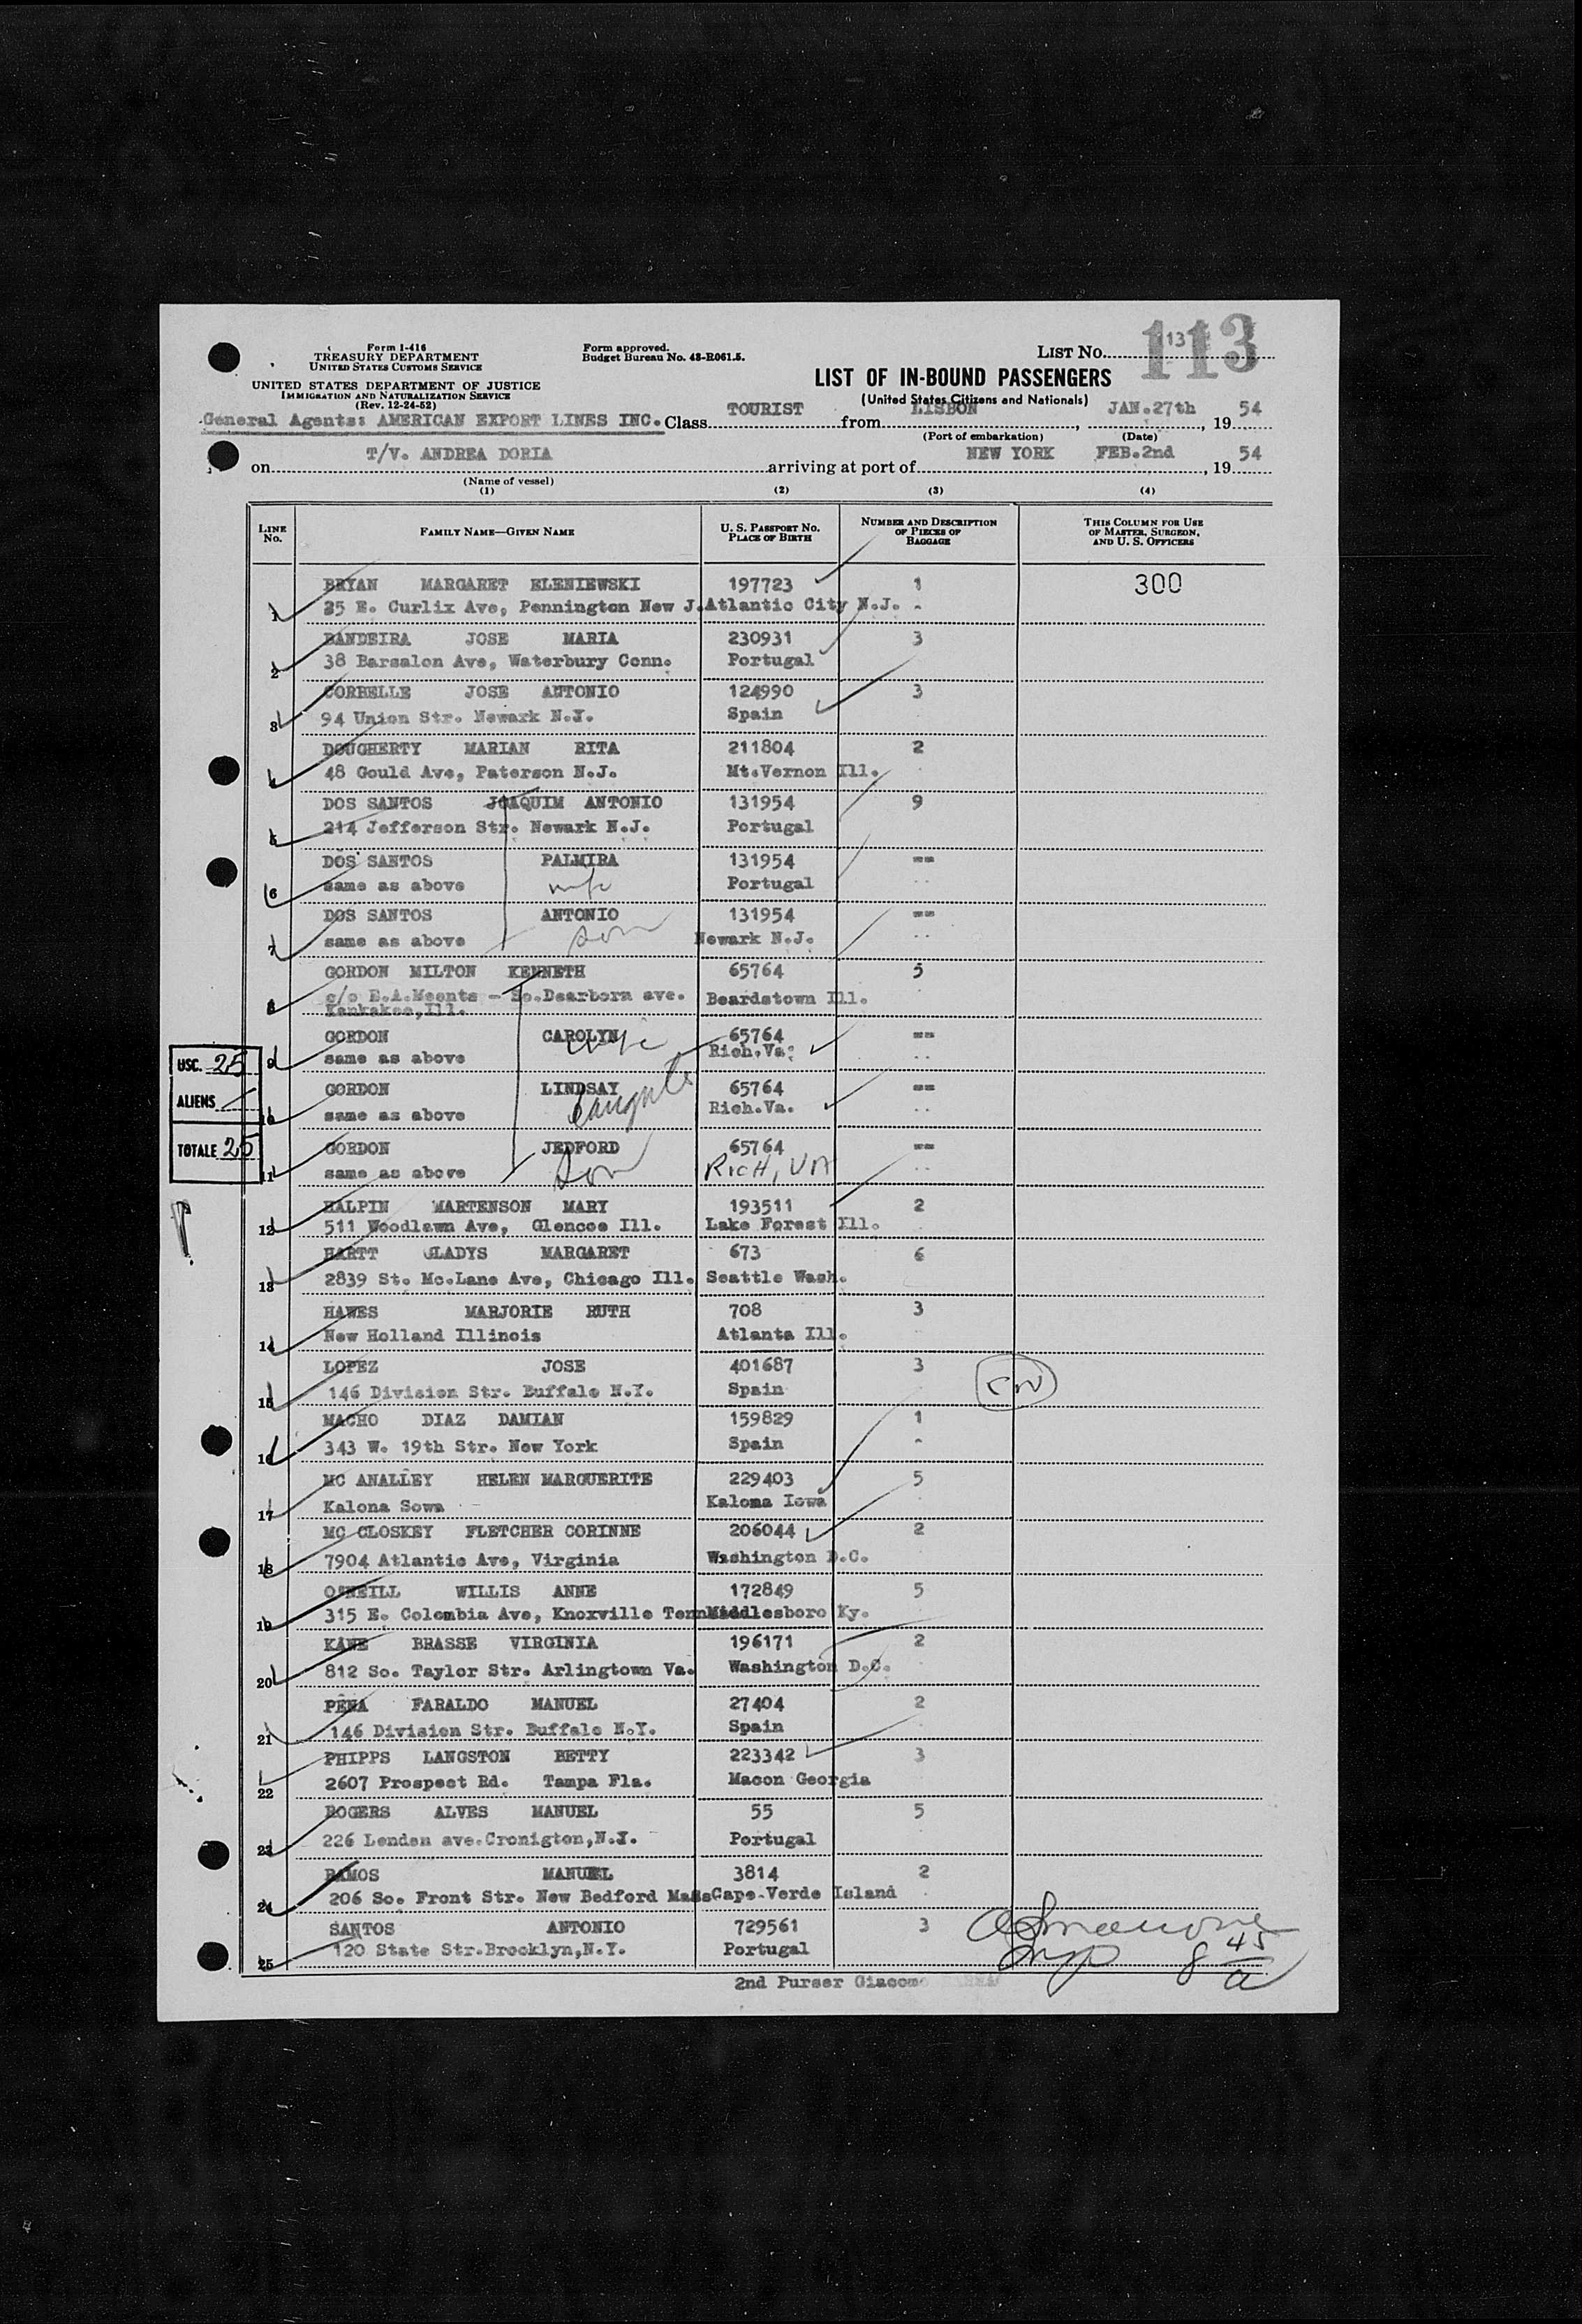 Form I-416
TREASURY DEPARTMENT
UNITED STATES CUSTOMS SERVICE
UNITED STATES DEPARTMENT OF JUSTICE
IMMIGRATION AND NATURALIZATION SERVICE
(Rev. 12-24-52)
Form approved.
Budget Bureau No. 43-R061.5.
LIST No. 13 113
LIST OF IN-BOUND PASSENGERS
(United States Citizens and Nationals)
General Agents: AMERICAN EXPORT LINES INC. Class TOURIST from LISBON, JAN.27th, 19 54
(Port of embarkation) (Date)
on T/V. ANDREA DORIA arriving at port of NEW YORK FEB.2nd, 19 54
(Name of vessel)
(1) (2) (3) (4)
LINE No. FAMILY NAME—GIVEN NAME U. S. PASSPORT No. PLACE OF BIRTH NUMBER AND DESCRIPTION OF PIECES OF BAGGAGE THIS COLUMN FOR USE OF MASTER, SURGEON, AND U. S. OFFICERS
BRYAN MARGARET ELENIEWSKI 197723 1 300
1 25 E. Curlix Ave, Pennington New J. Atlantic City N.J.
BANDEIRA JOSE MARIA 230931 3
2 38 Barsalon Ave, Waterbury Conn. Portugal
CORBELLE JOSE ANTONIO 124990 3
3 94 Union Str. Newark N.Y. Spain
DOUGHERTY MARIAN RITA 211804 2
4 48 Gould Ave, Paterson N.J. Mt.Vernon Ill.
DOS SANTOS JOAQUIM ANTONIO 131954 9
5 214 Jefferson Str. Newark N.J. Portugal
DOS SANTOS PALMIRA 131954 --
6 same as above wife Portugal
DOS SANTOS ANTONIO 131954 --
7 same as above son Newark N.J.
GORDON MILTON KENNETH 65764 5
8 c/o E.A.Meents - So.Dearborn ave. Beardstown Ill.
Kankakee,Ill.
GORDON CAROLYN wife 65764 --
9 same as above Rich.Va.
GORDON LINDSAY 65764 --
10 same as above daughter Rich.Va.
GORDON JEDFORD 65764 --
11 same as above Son RICH, VA
USC. 25
ALIENS /
TOTALE 25
HALPIN MARTENSON MARY 193511 2
12 511 Woodlawn Ave, Glencoe Ill. Lake Forest Ill.
HARTT GLADYS MARGARET 673 6
13 2839 St. Mc.Lane Ave, Chicago Ill. Seattle Wash.
HAWES MARJORIE RUTH 708 3
14 New Holland Illinois Atlanta Ill.
LOPEZ JOSE 401687 3
15 146 Division Str. Buffalo N.Y. Spain
MACHO DIAZ DAMIAN 159829 1
16 343 W. 19th Str. New York Spain
MC ANALLEY HELEN MARGUERITE 229403 5
17 Kalona Sowa Kalona Iowa
MC CLOSKEY FLETCHER CORINNE 206044 2
18 7904 Atlantic Ave, Virginia Washington D.C.
O'NEILL WILLIS ANNE 172849 5
19 315 E. Colombia Ave, Knoxville Tenn Middlesboro Ky.
KANE BRASSE VIRGINIA 196171 2
20 812 So. Taylor Str. Arlingtown Va. Washington D.C.
PENA FARALDO MANUEL 27404 2
21 146 Division Str. Buffalo N.Y. Spain
PHIPPS LANGSTON BETTY 223342 3
22 2607 Prospect Rd. Tampa Fla. Macon Georgia
ROGERS ALVES MANUEL 55 5
23 226 Lenden ave.Cronigton,N.Y. Portugal
RAMOS MANUEL 3814 2
24 206 So. Front Str. New Bedford Mass Cape-Verde Island
SANTOS ANTONIO 729561 3
25 120 State Str.Brooklyn,N.Y. Portugal
8 45/a
2nd Purser Giacomo